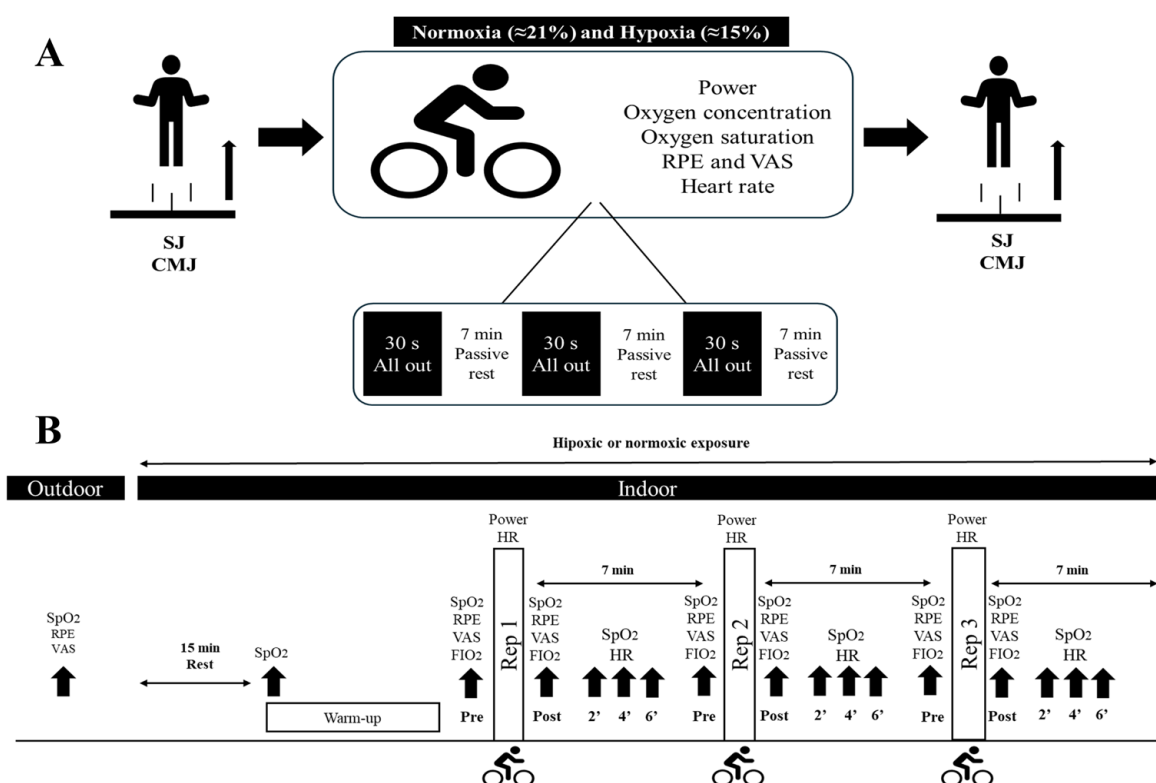 A
Normoxia (≈21%) and Hypoxia (≈15%)
Power
Oxygen concentration
Oxygen saturation
RPE and VAS
Heart rate
SJ
CMJ
SJ
CMJ
30 s
All out
7 min
Passive
rest
30 s
All out
7 min
Passive
rest
30 s
All out
7 min
Passive
rest
B
Hipoxic or normoxic exposure
Outdoor
Indoor
SpO2
RPE
VAS
15 min
Rest
SpO2
Warm-up
SpO2
RPE
VAS
FIO2
Pre
Power
HR
Rep 1
7 min
SpO2
RPE
VAS
FIO2
Post
SpO2
HR
2’ 4’ 6’
SpO2
RPE
VAS
FIO2
Pre
Power
HR
Rep 2
7 min
SpO2
RPE
VAS
FIO2
Post
SpO2
HR
2’ 4’ 6’
SpO2
RPE
VAS
FIO2
Pre
Power
HR
Rep 3
7 min
SpO2
RPE
VAS
FIO2
Post
SpO2
HR
2’ 4’ 6’